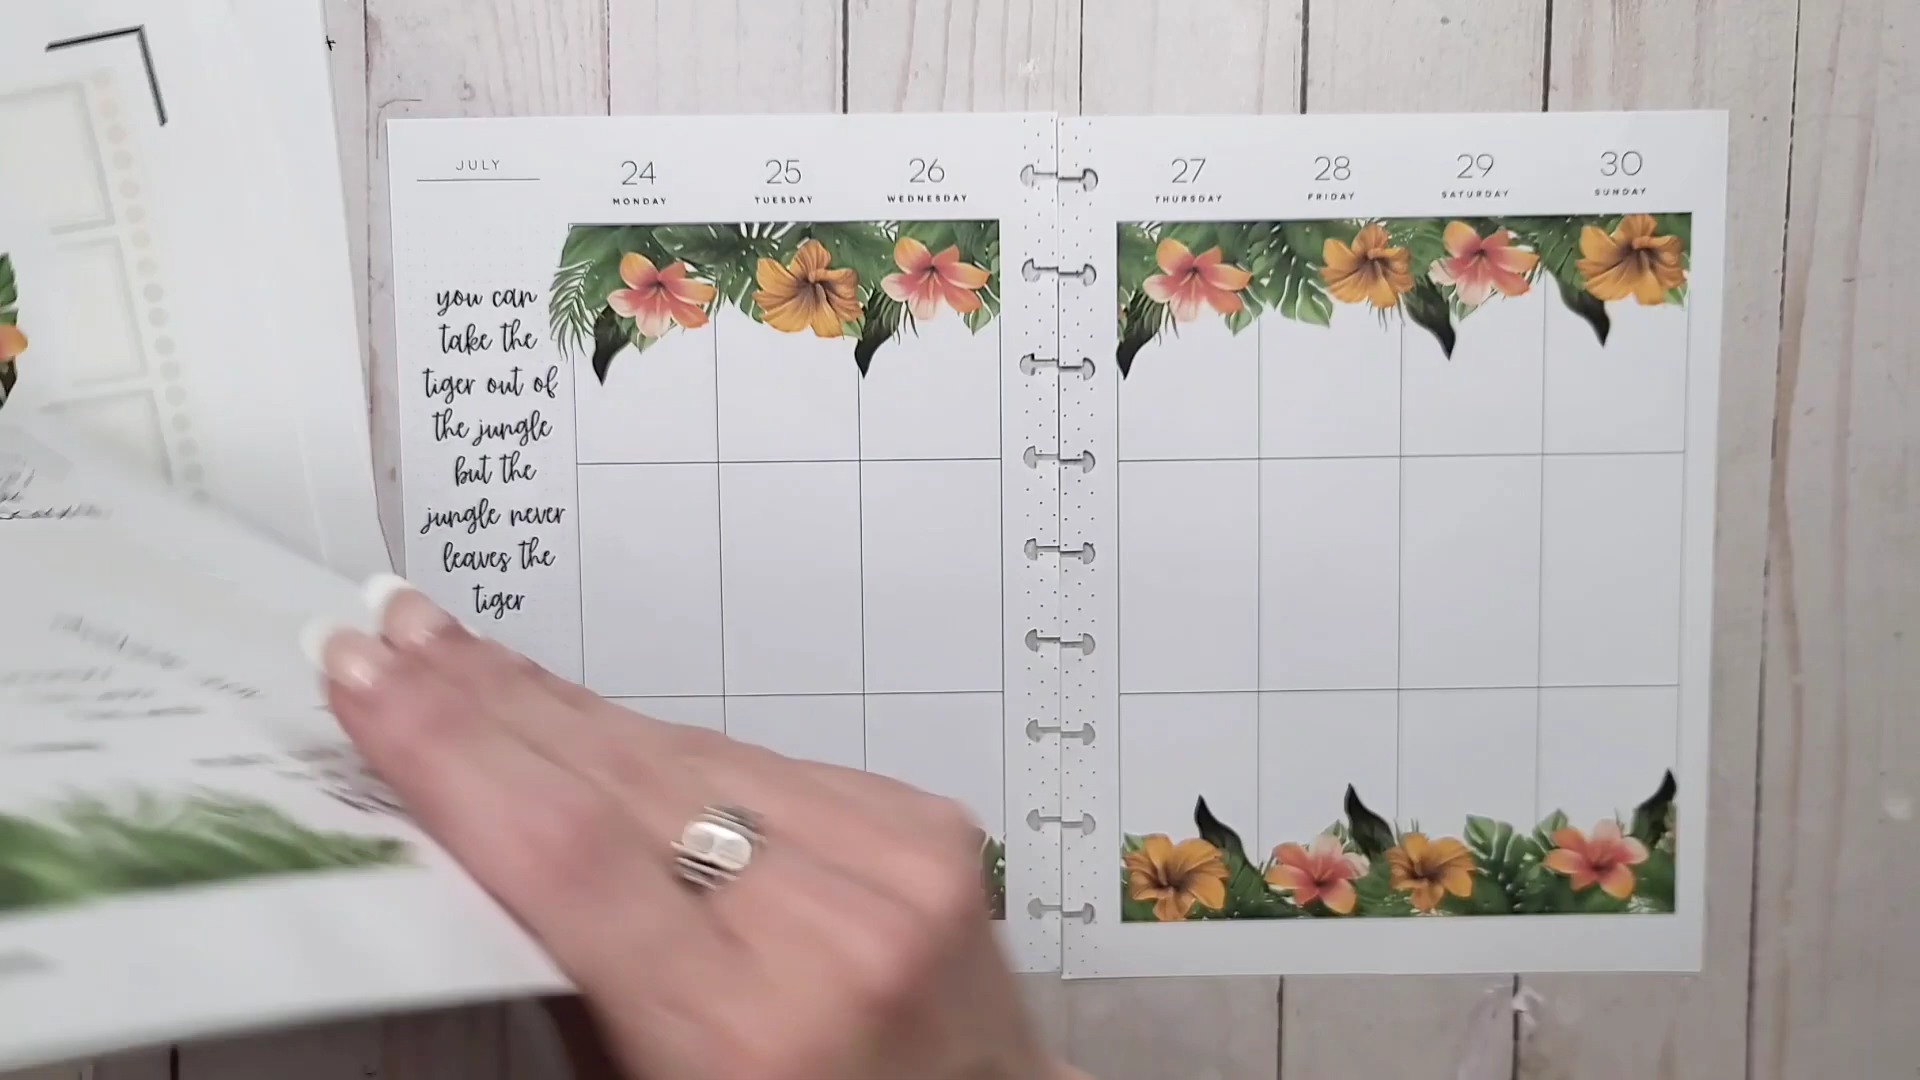 JULY
24 25 26 27 28 29 30
MONDAY TUESDAY WEDNESDAY THURSDAY FRIDAY SATURDAY SUNDAY
you can
take the
tiger out of
the jungle
but the
jungle never
leaves the
tiger